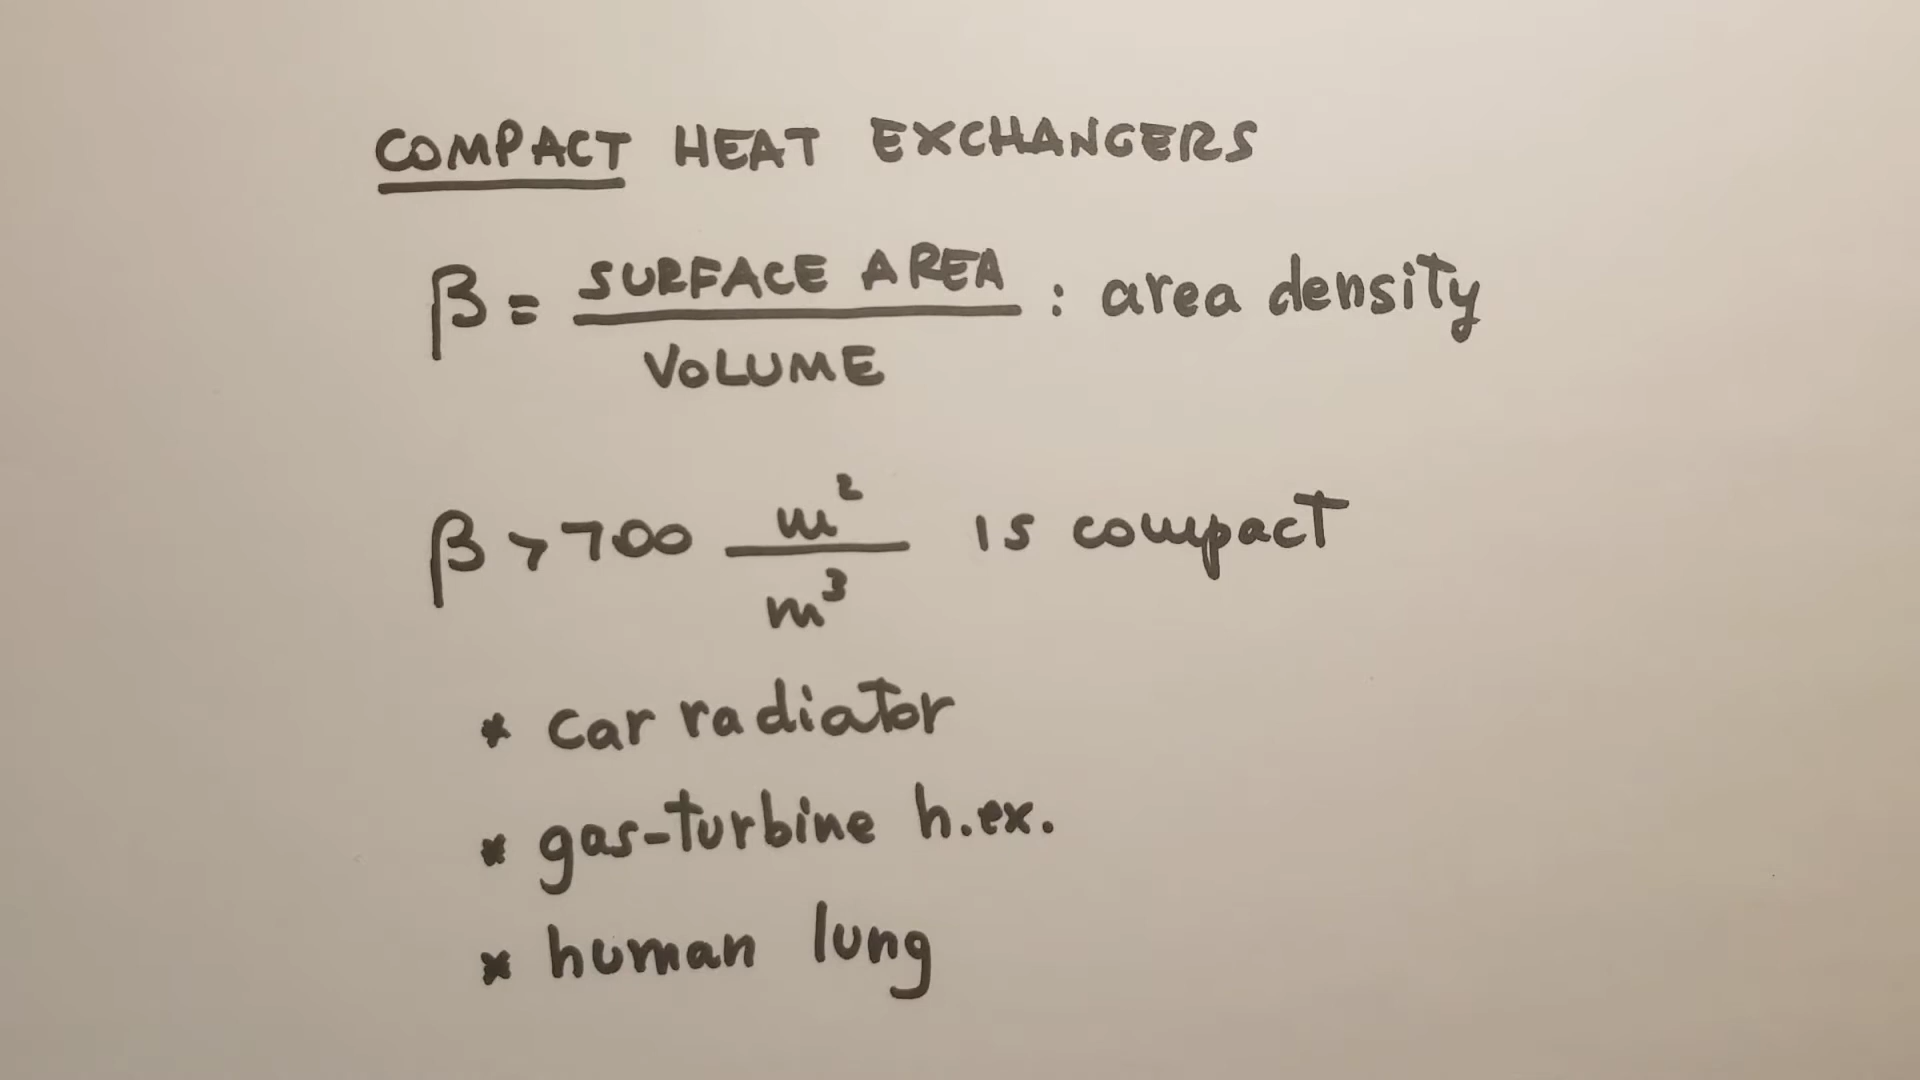 COMPACT HEAT EXCHANGERS
β = SURFACE AREA / VOLUME : area density
β > 700 m² / m³ is compact
* car radiator
* gas-turbine h.ex.
* human lung